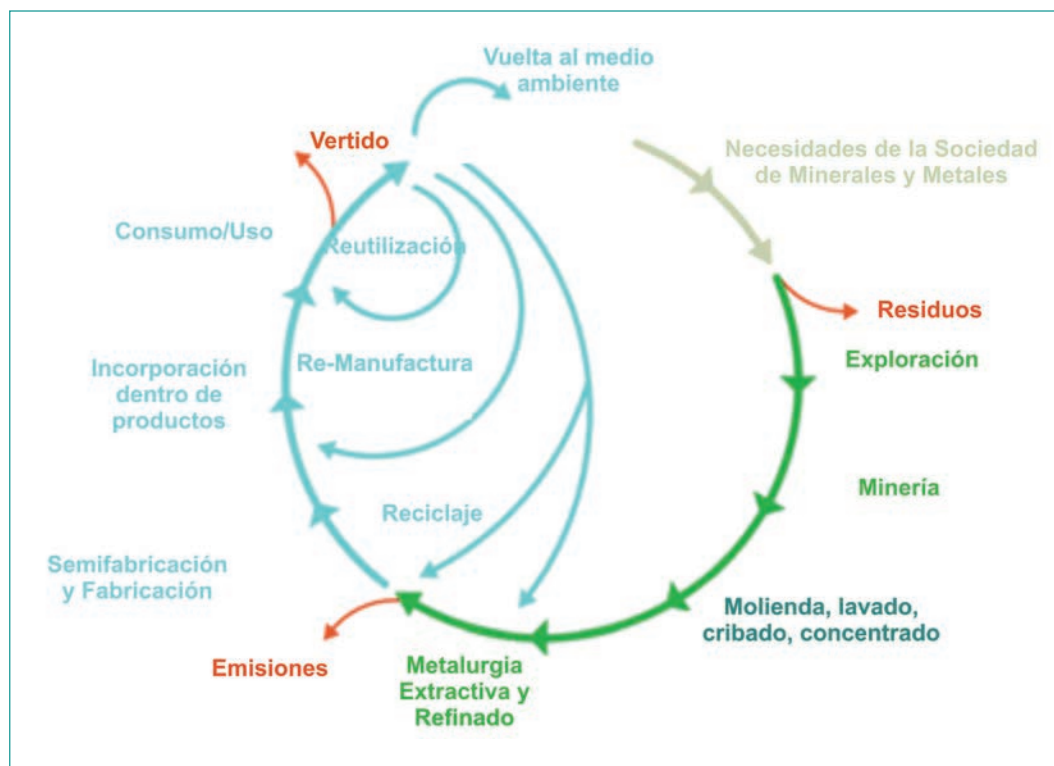 Vuelta al medio
ambiente
Vertido
Necesidades de la Sociedad
de Minerales y Metales
Consumo/Uso
Reutilización
Residuos
Exploración
Incorporación
dentro de
productos
Re-Manufactura
Minería
Reciclaje
Semifabricación
y Fabricación
Molienda, lavado,
cribado, concentrado
Emisiones
Metalurgia
Extractiva y
Refinado